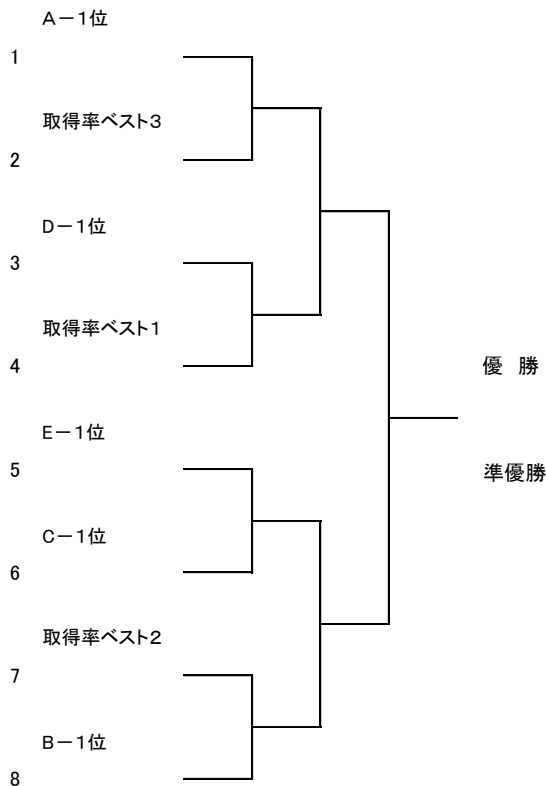 A－1位
1
取得率ベスト3
2
D－1位
3
取得率ベスト1
4
優　勝
E－1位
5
準優勝
C－1位
6
取得率ベスト2
7
B－1位
8